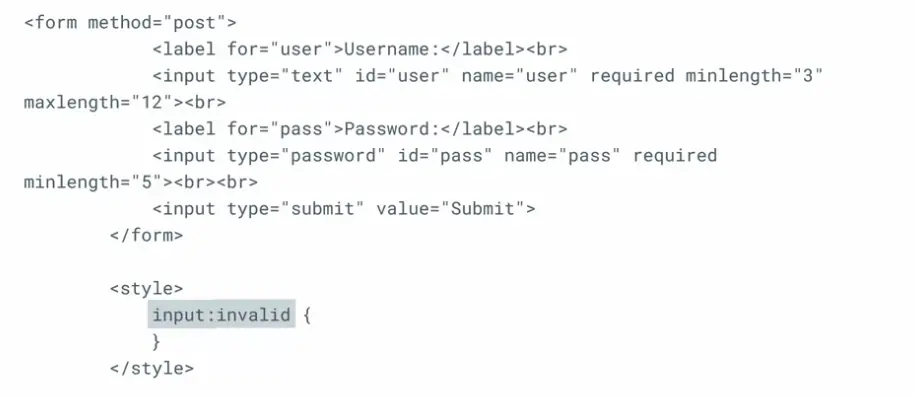 <form method="post">
<label for="user">Username:</label><br>
<input type="text" id="user" name="user" required minlength="3"
maxlength="12"><br>
<label for="pass">Password:</label><br>
<input type="password" id="pass" name="pass" required
minlength="5"><br><br>
<input type="submit" value="Submit">
</form>
<style>
input:invalid {
}
</style>